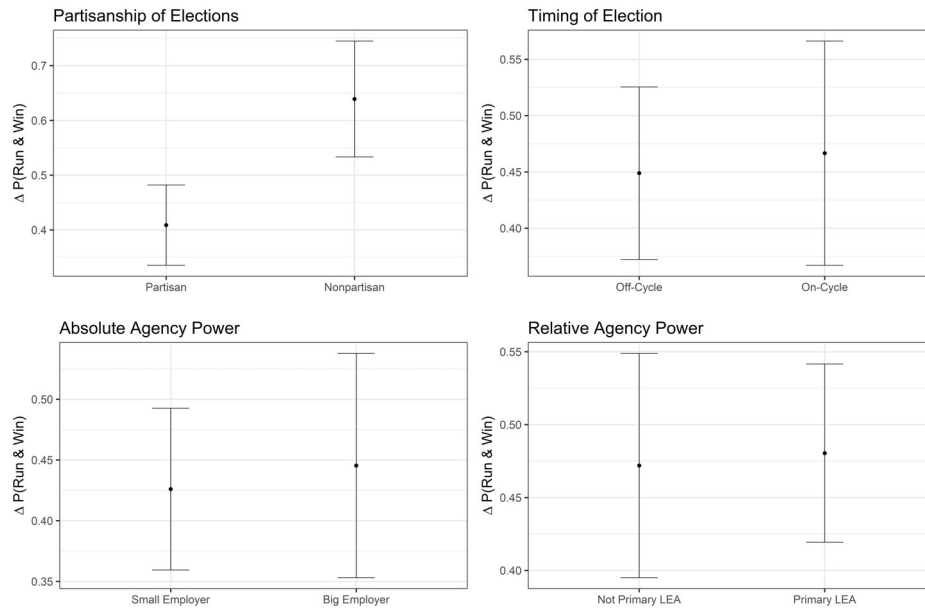 Partisanship of Elections
Δ P(Run & Win)
0.7
0.6
0.5
0.4
Partisan Nonpartisan
Timing of Election
Δ P(Run & Win)
0.55
0.50
0.45
0.40
Off-Cycle On-Cycle
Absolute Agency Power
Δ P(Run & Win)
0.50
0.45
0.40
0.35
Small Employer Big Employer
Relative Agency Power
Δ P(Run & Win)
0.55
0.50
0.45
0.40
Not Primary LEA Primary LEA